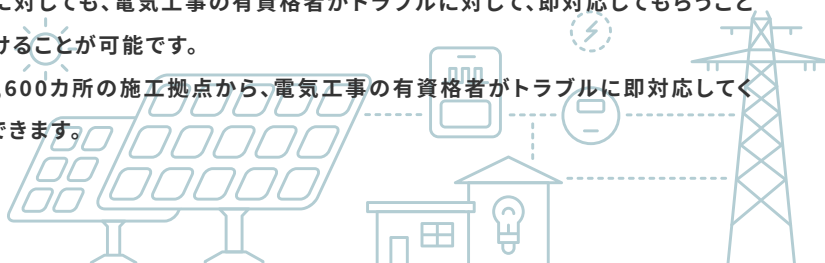 に対しても、電気工事の有資格者がトラブルに対して、即対応してもらうこと
けることが可能です。
,600カ所の施工拠点から、電気工事の有資格者がトラブルに即対応してく
できます。